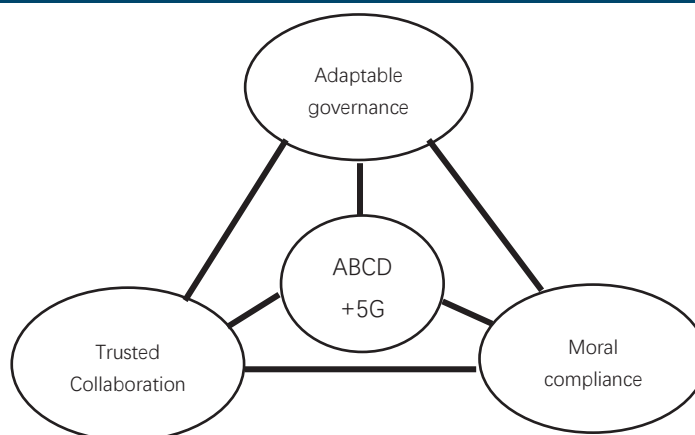 Adaptable
governance
ABCD
+5G
Trusted
Collaboration
Moral
compliance